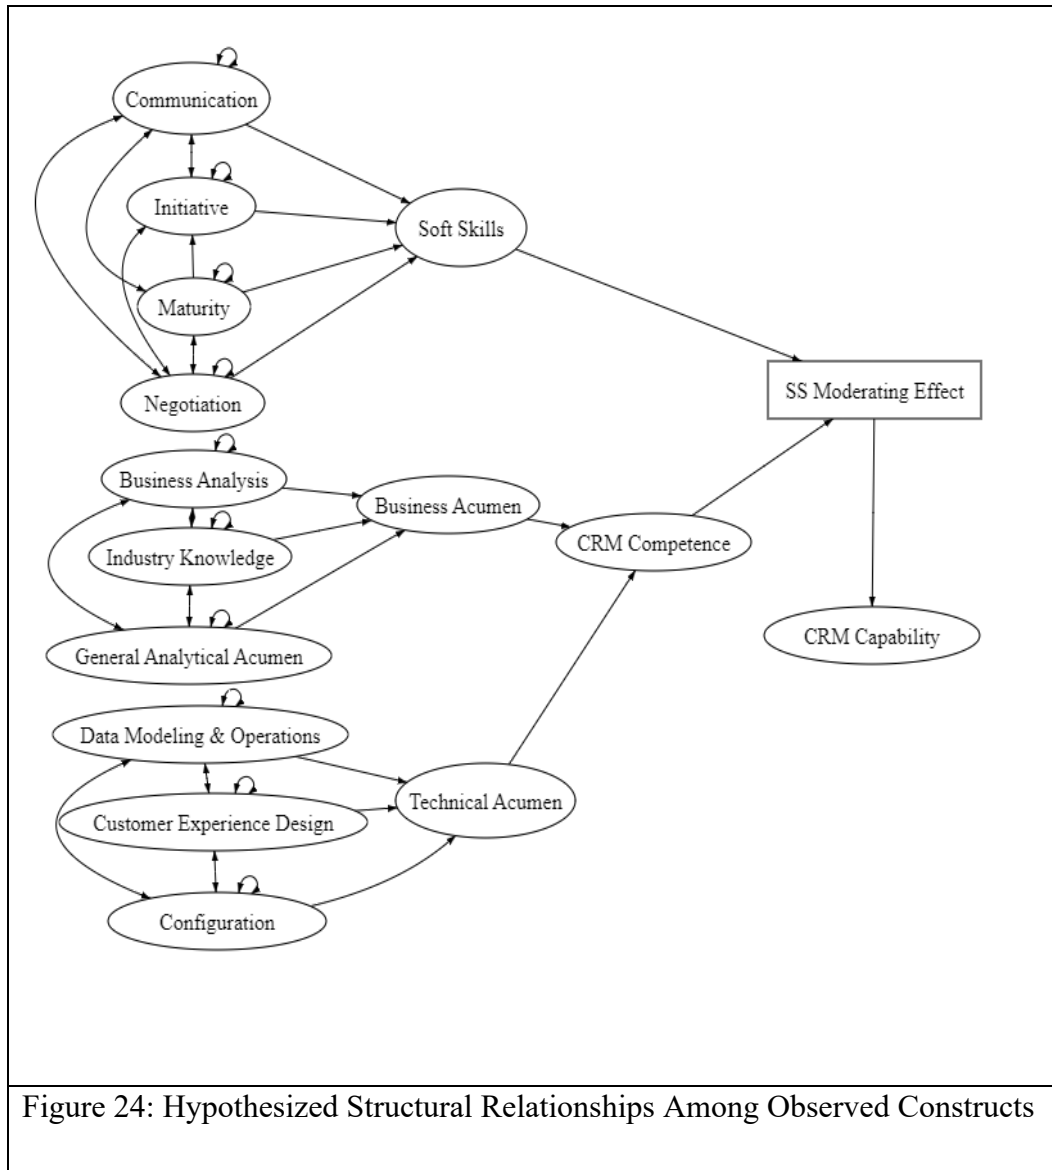 Communication
Initiative
Soft Skills
Maturity
SS Moderating Effect
Negotiation
Business Analysis
Business Acumen
CRM Competence
Industry Knowledge
CRM Capability
General Analytical Acumen
Data Modeling & Operations
Technical Acumen
Customer Experience Design
Configuration
Figure 24: Hypothesized Structural Relationships Among Observed Constructs